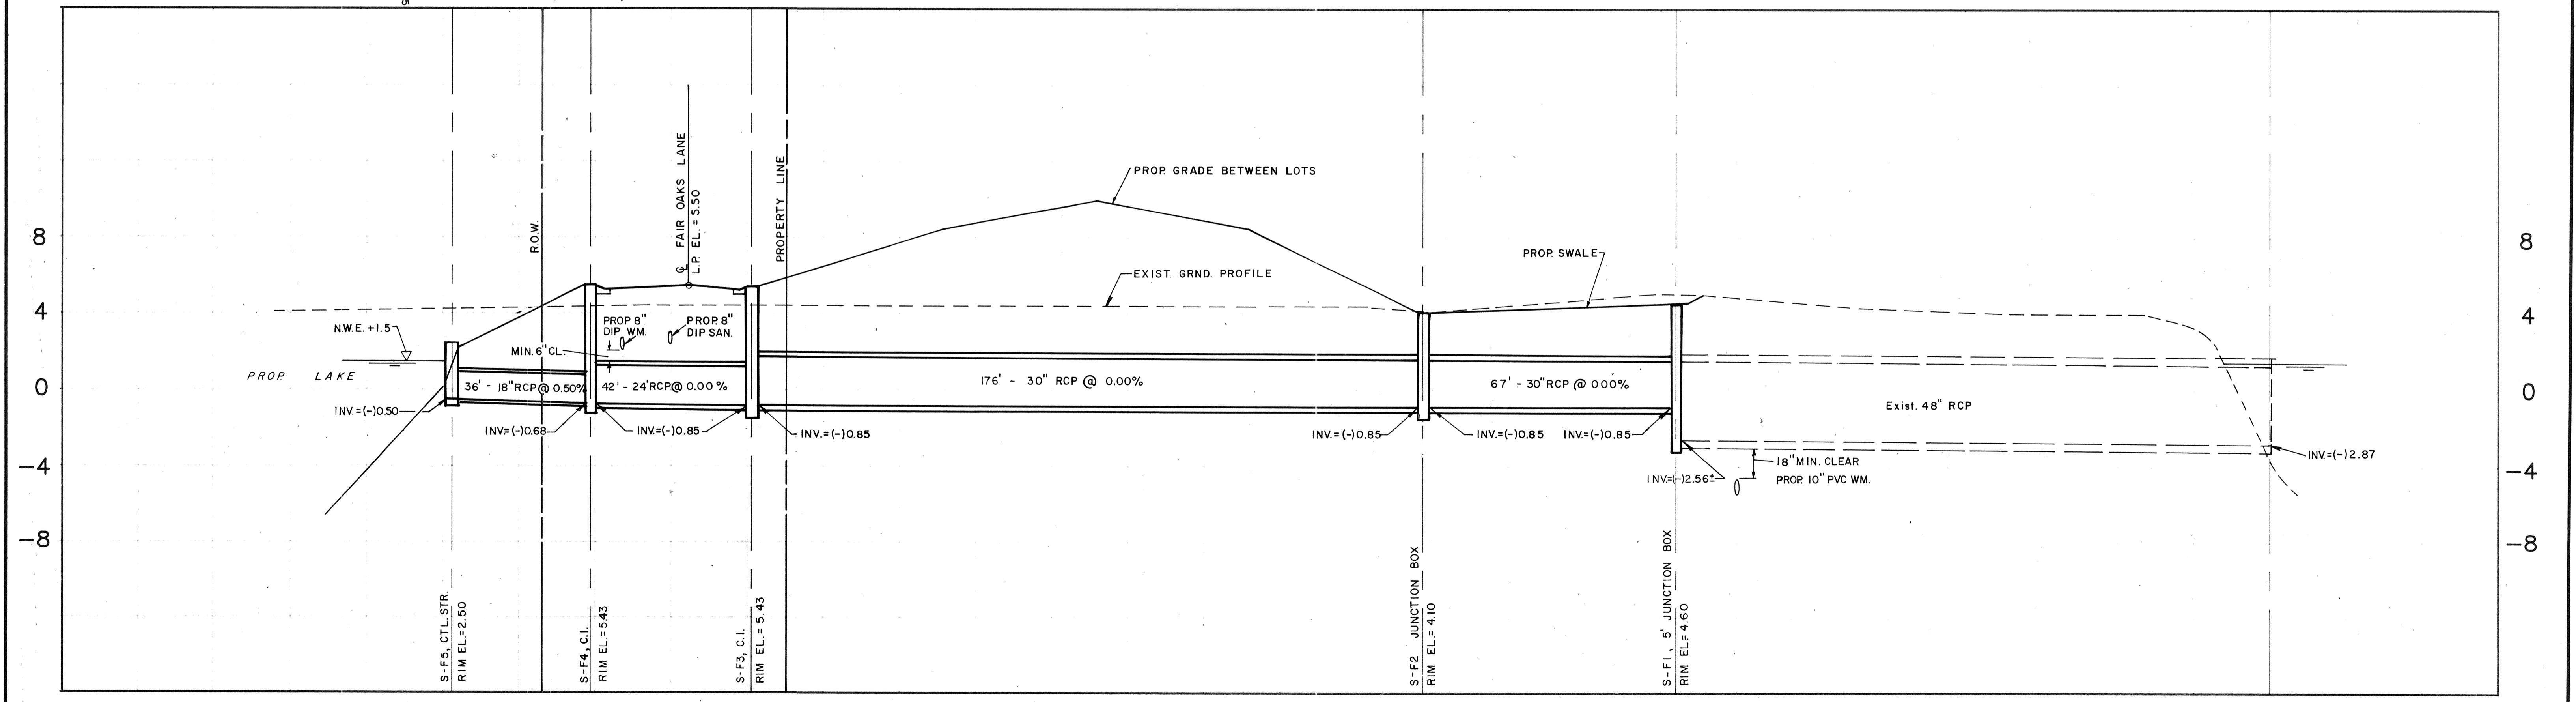 8
4
0
-4
-8
N.W.E. +1.5
PROP. LAKE
INV.=(-)0.50
R.O.W.
36' - 18" RCP @ 0.50%
INV.=(-)0.68
PROP. 8"
DIP WM.
MIN. 6" CL.
PROP. 8"
DIP SAN.
42' - 24" RCP @ 0.00 %
INV.=(-)0.85
℄ FAIR OAKS LANE
L.P. EL. = 5.50
PROPERTY LINE
INV.=(-)0.85
PROP. GRADE BETWEEN LOTS
EXIST. GRND. PROFILE
176' - 30" RCP @ 0.00%
INV.=(-)0.85
PROP. SWALE
67' - 30" RCP @ 0.00%
INV.=(-)0.85
INV.=(-)0.85
INV.=(-)2.56±
18" MIN. CLEAR
PROP. 10" PVC WM.
Exist. 48" RCP
INV.=(-)2.87
S-F5, CTL. STR.
RIM EL.=2.50
S-F4, C.I.
RIM EL.=5.43
S-F3, C.I.
RIM EL.= 5.43
S-F2 JUNCTION BOX
RIM EL.= 4.10
S-F1, 5' JUNCTION BOX
RIM EL= 4.60
8
4
0
-4
-8